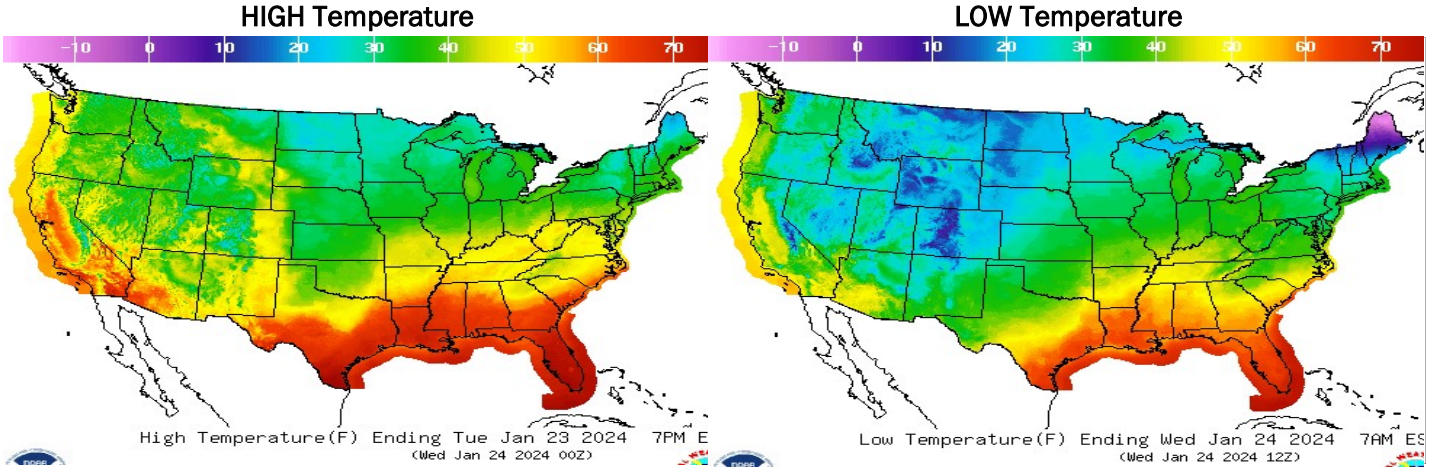 HIGH Temperature
-10 0 10 20 30 40 50 60 70
High Temperature(F) Ending Tue Jan 23 2024 7PM E
(Wed Jan 24 2024 00Z)
LOW Temperature
-10 0 10 20 30 40 50 60 70
Low Temperature(F) Ending Wed Jan 24 2024 7AM ES
(Wed Jan 24 2024 12Z)